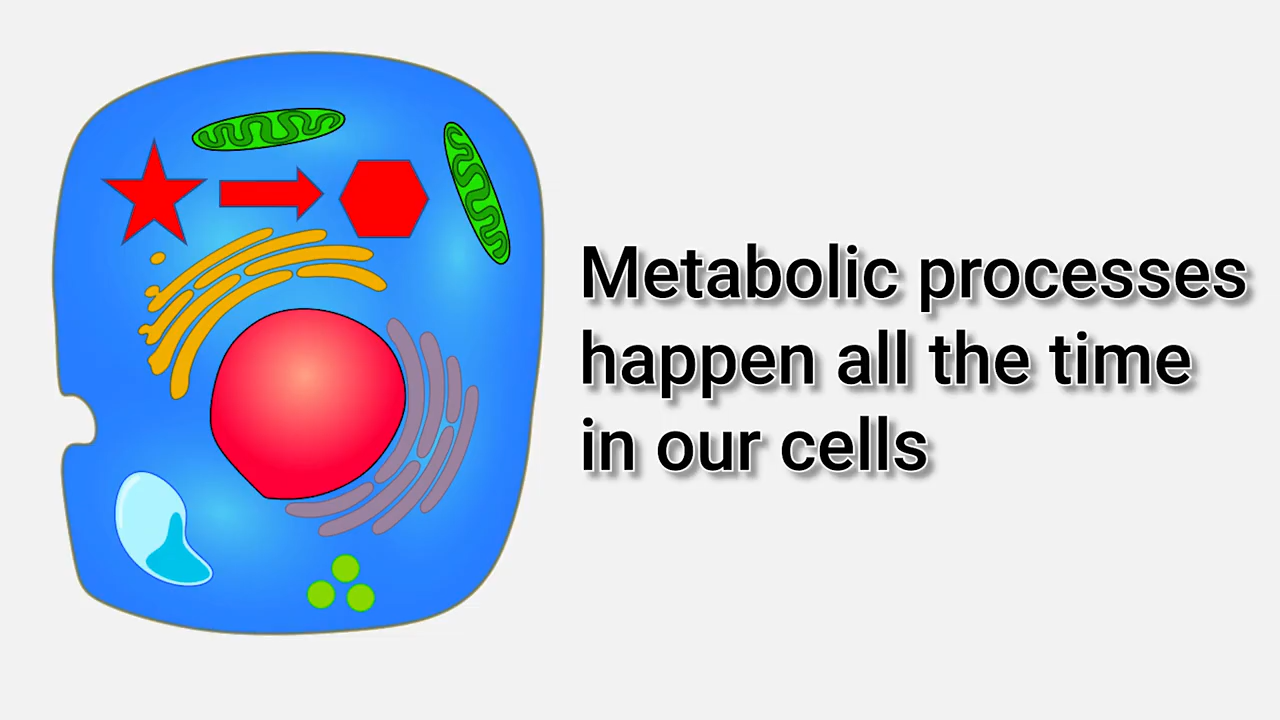 Metabolic processes
happen all the time
in our cells